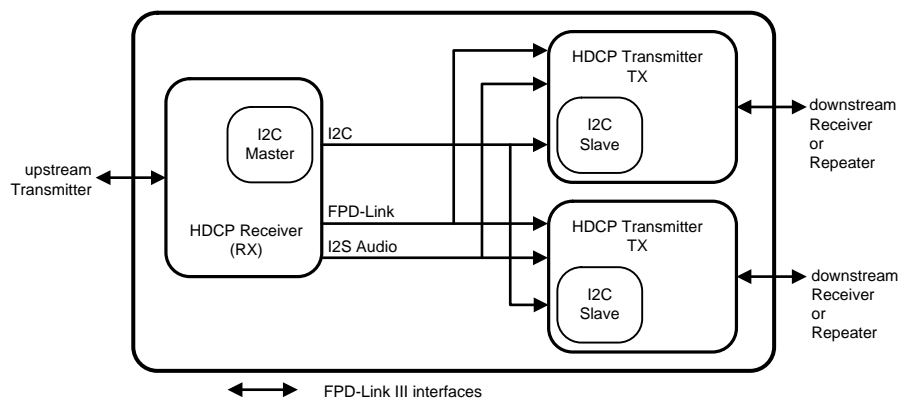 upstream
Transmitter
I2C
Master
HDCP Receiver
(RX)
I2C
FPD-Link
I2S Audio
HDCP Transmitter
TX
I2C
Slave
downstream
Receiver
or
Repeater
HDCP Transmitter
TX
I2C
Slave
downstream
Receiver
or
Repeater
FPD-Link III interfaces